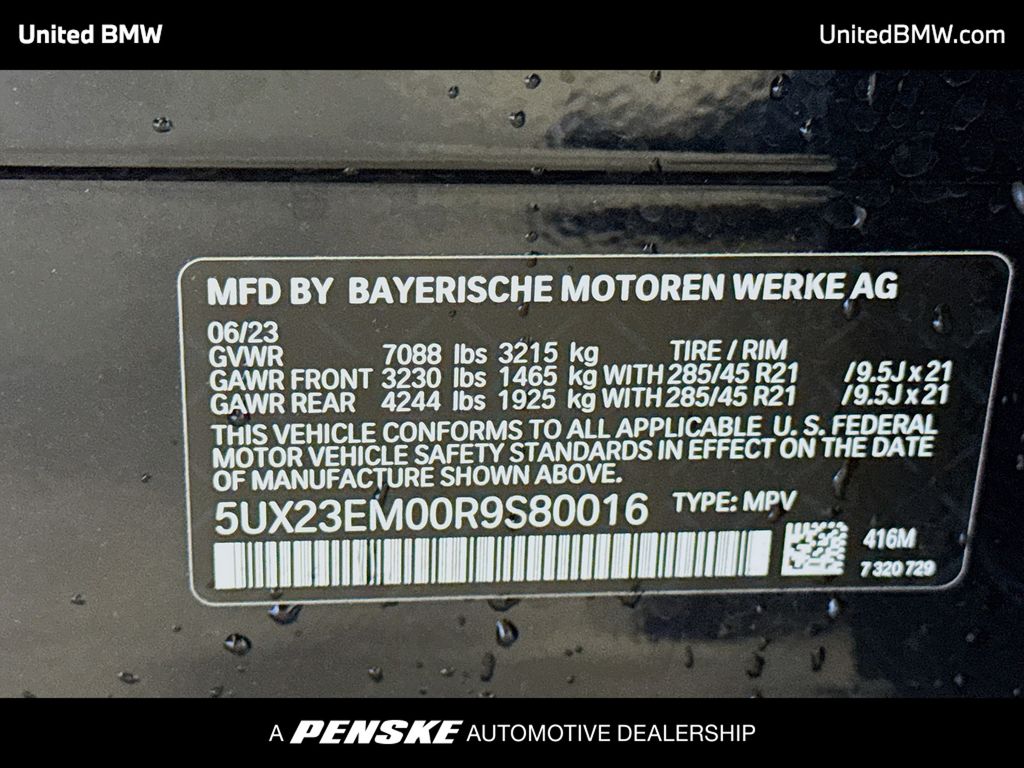 United BMW
UnitedBMW.com
MFD BY BAYERISCHE MOTOREN WERKE AG
06/23
GVWR 7088 lbs 3215 kg TIRE / RIM
GAWR FRONT 3230 lbs 1465 kg WITH 285/45 R21 /9.5J x 21
GAWR REAR 4244 lbs 1925 kg WITH 285/45 R21 /9.5J x 21
THIS VEHICLE CONFORMS TO ALL APPLICABLE U. S. FEDERAL
MOTOR VEHICLE SAFETY STANDARDS IN EFFECT ON THE DATE
OF MANUFACTURE SHOWN ABOVE.
5UX23EM00R9S80016 TYPE: MPV
416M
7 320 729
A PENSKE AUTOMOTIVE DEALERSHIP